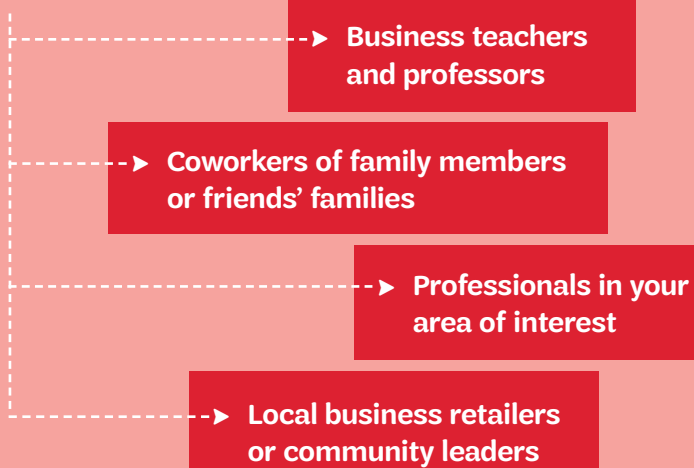 Business teachers
and professors
Coworkers of family members
or friends’ families
Professionals in your
area of interest
Local business retailers
or community leaders